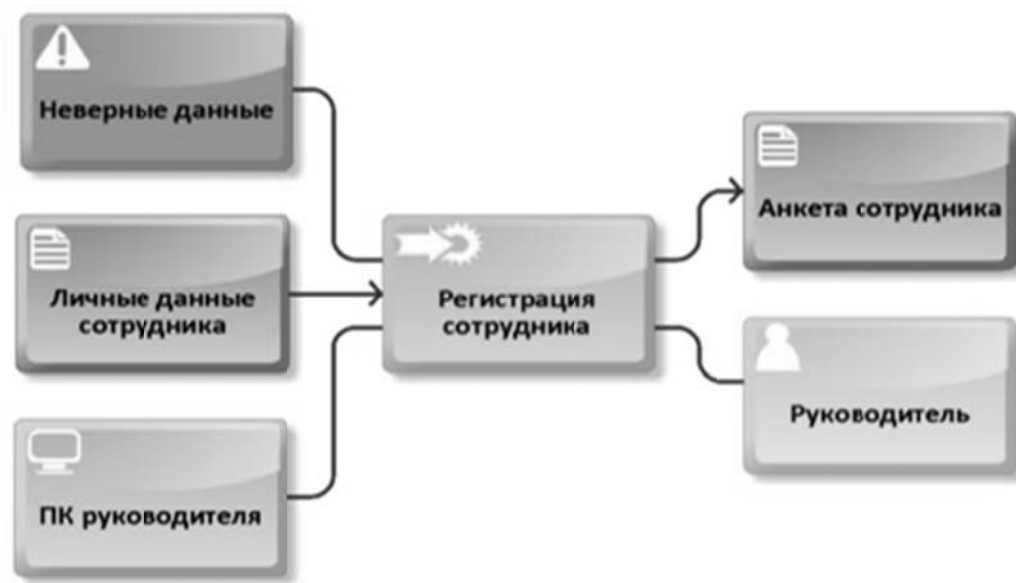 Неверные данные
Личные данные
сотрудника
ПК руководителя
Регистрация
сотрудника
Анкета сотрудника
Руководитель